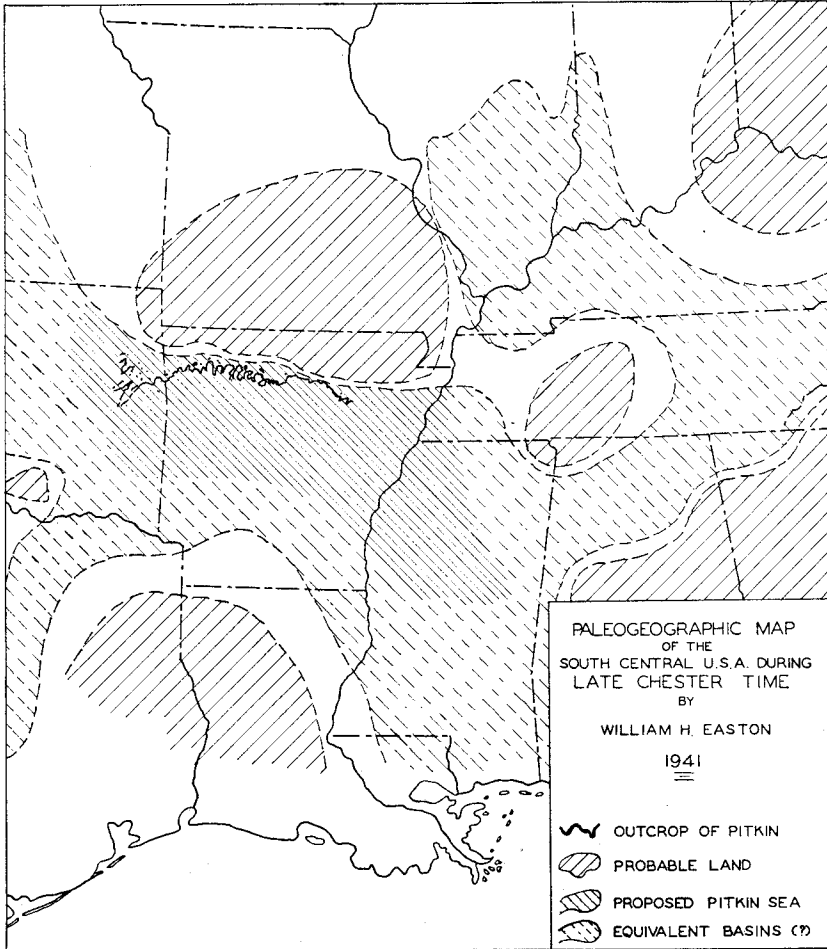 PALEOGEOGRAPHIC MAP
OF THE
SOUTH CENTRAL U.S.A. DURING
LATE CHESTER TIME
BY
WILLIAM H. EASTON
1941
OUTCROP OF PITKIN
PROBABLE LAND
PROPOSED PITKIN SEA
EQUIVALENT BASINS (?)